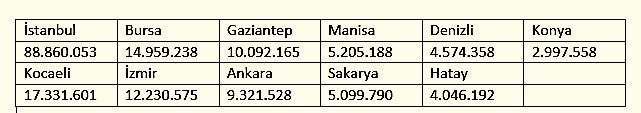 İstanbul Bursa Gaziantep Manisa Denizli Konya
88.860.053 14.959.238 10.092.165 5.205.188 4.574.358 2.997.558
Kocaeli İzmir Ankara Sakarya Hatay
17.331.601 12.230.575 9.321.528 5.099.790 4.046.192